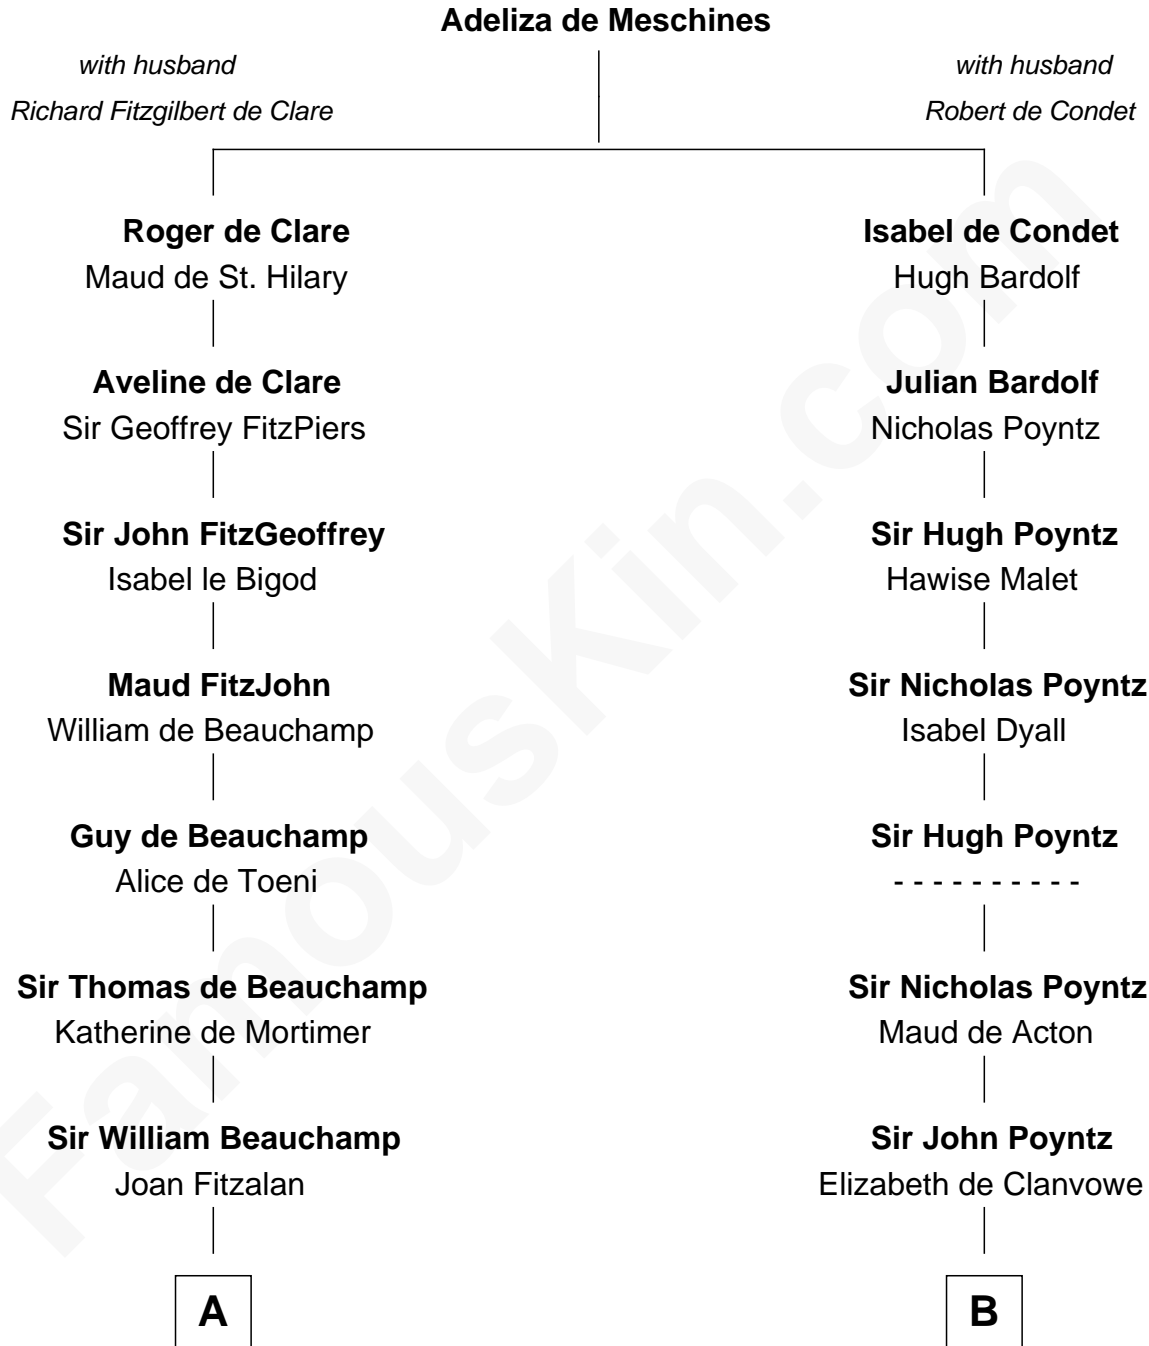 Adeliza de Meschines
with husband
Richard Fitzgilbert de Clare
with husband
Robert de Condet
Roger de Clare
Maud de St. Hilary
Isabel de Condet
Hugh Bardolf
Aveline de Clare
Sir Geoffrey FitzPiers
Julian Bardolf
Nicholas Poyntz
Sir John FitzGeoffrey
Isabel le Bigod
Sir Hugh Poyntz
Hawise Malet
Maud FitzJohn
William de Beauchamp
Sir Nicholas Poyntz
Isabel Dyall
Guy de Beauchamp
Alice de Toeni
Sir Hugh Poyntz
- - - - - - - - - -
Sir Thomas de Beauchamp
Katherine de Mortimer
Sir Nicholas Poyntz
Maud de Acton
Sir William Beauchamp
Joan Fitzalan
Sir John Poyntz
Elizabeth de Clanvowe
A
B
FamousKin.com